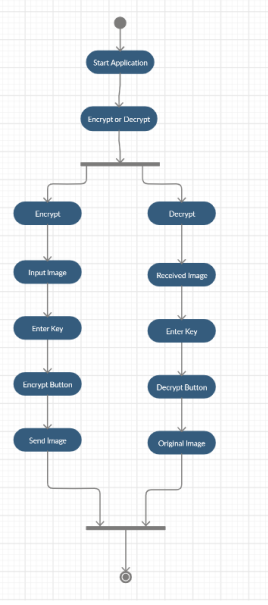 Start Application
Encrypt or Decrypt
Encrypt
Decrypt
Input Image
Received Image
Enter Key
Enter Key
Encrypt Button
Decrypt Button
Send Image
Original Image